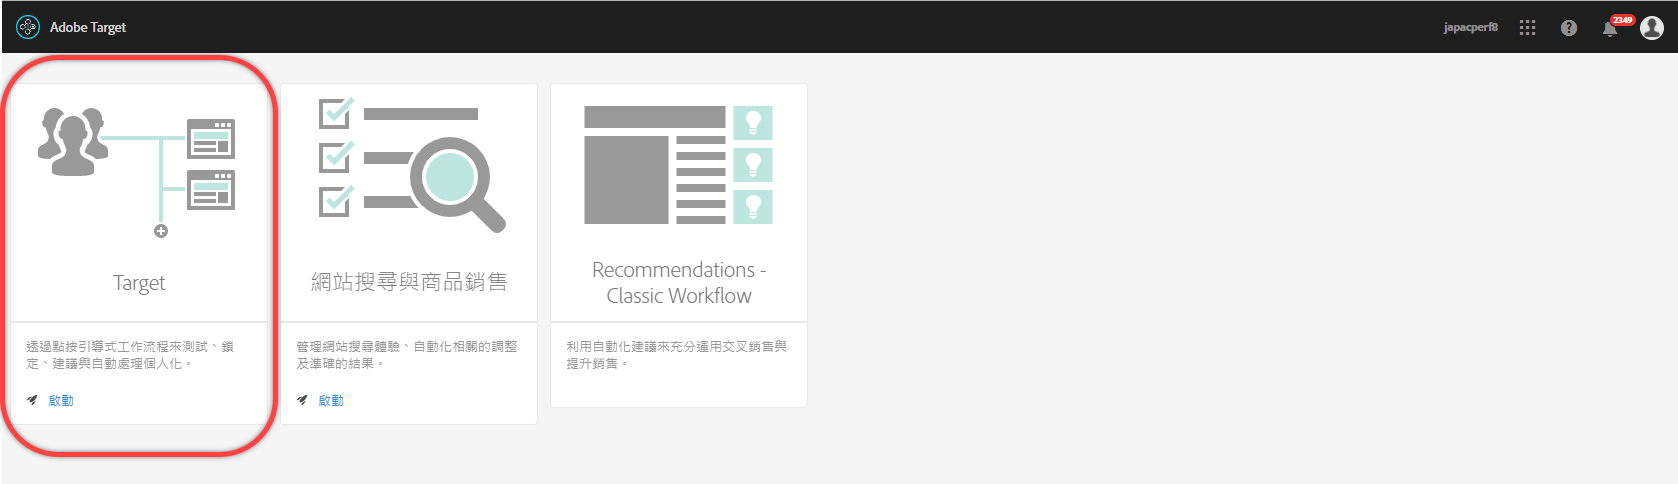 Adobe Target
japacperf8
2349
Target
透過點按引導式工作流程來測試、鎖
定、建議與自動處理個人化。
啟動
網站搜尋與商品銷售
管理網站搜尋體驗、自動化相關的調整
及準確的結果。
啟動
Recommendations -
Classic Workflow
利用自動化建議來充分運用交叉銷售與
提升銷售。